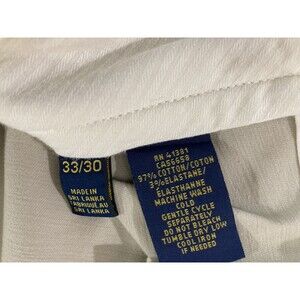 33/30
MADE IN
SRI LANKA
FABRIQUÉ AU
SRI LANKA
RN 41381
CA56658
97% COTTON/COTON
3% ELASTANE/
ÉLASTHANNE
MACHINE WASH
COLD
GENTLE CYCLE
SEPARATELY
DO NOT BLEACH
TUMBLE DRY LOW
COOL IRON
IF NEEDED